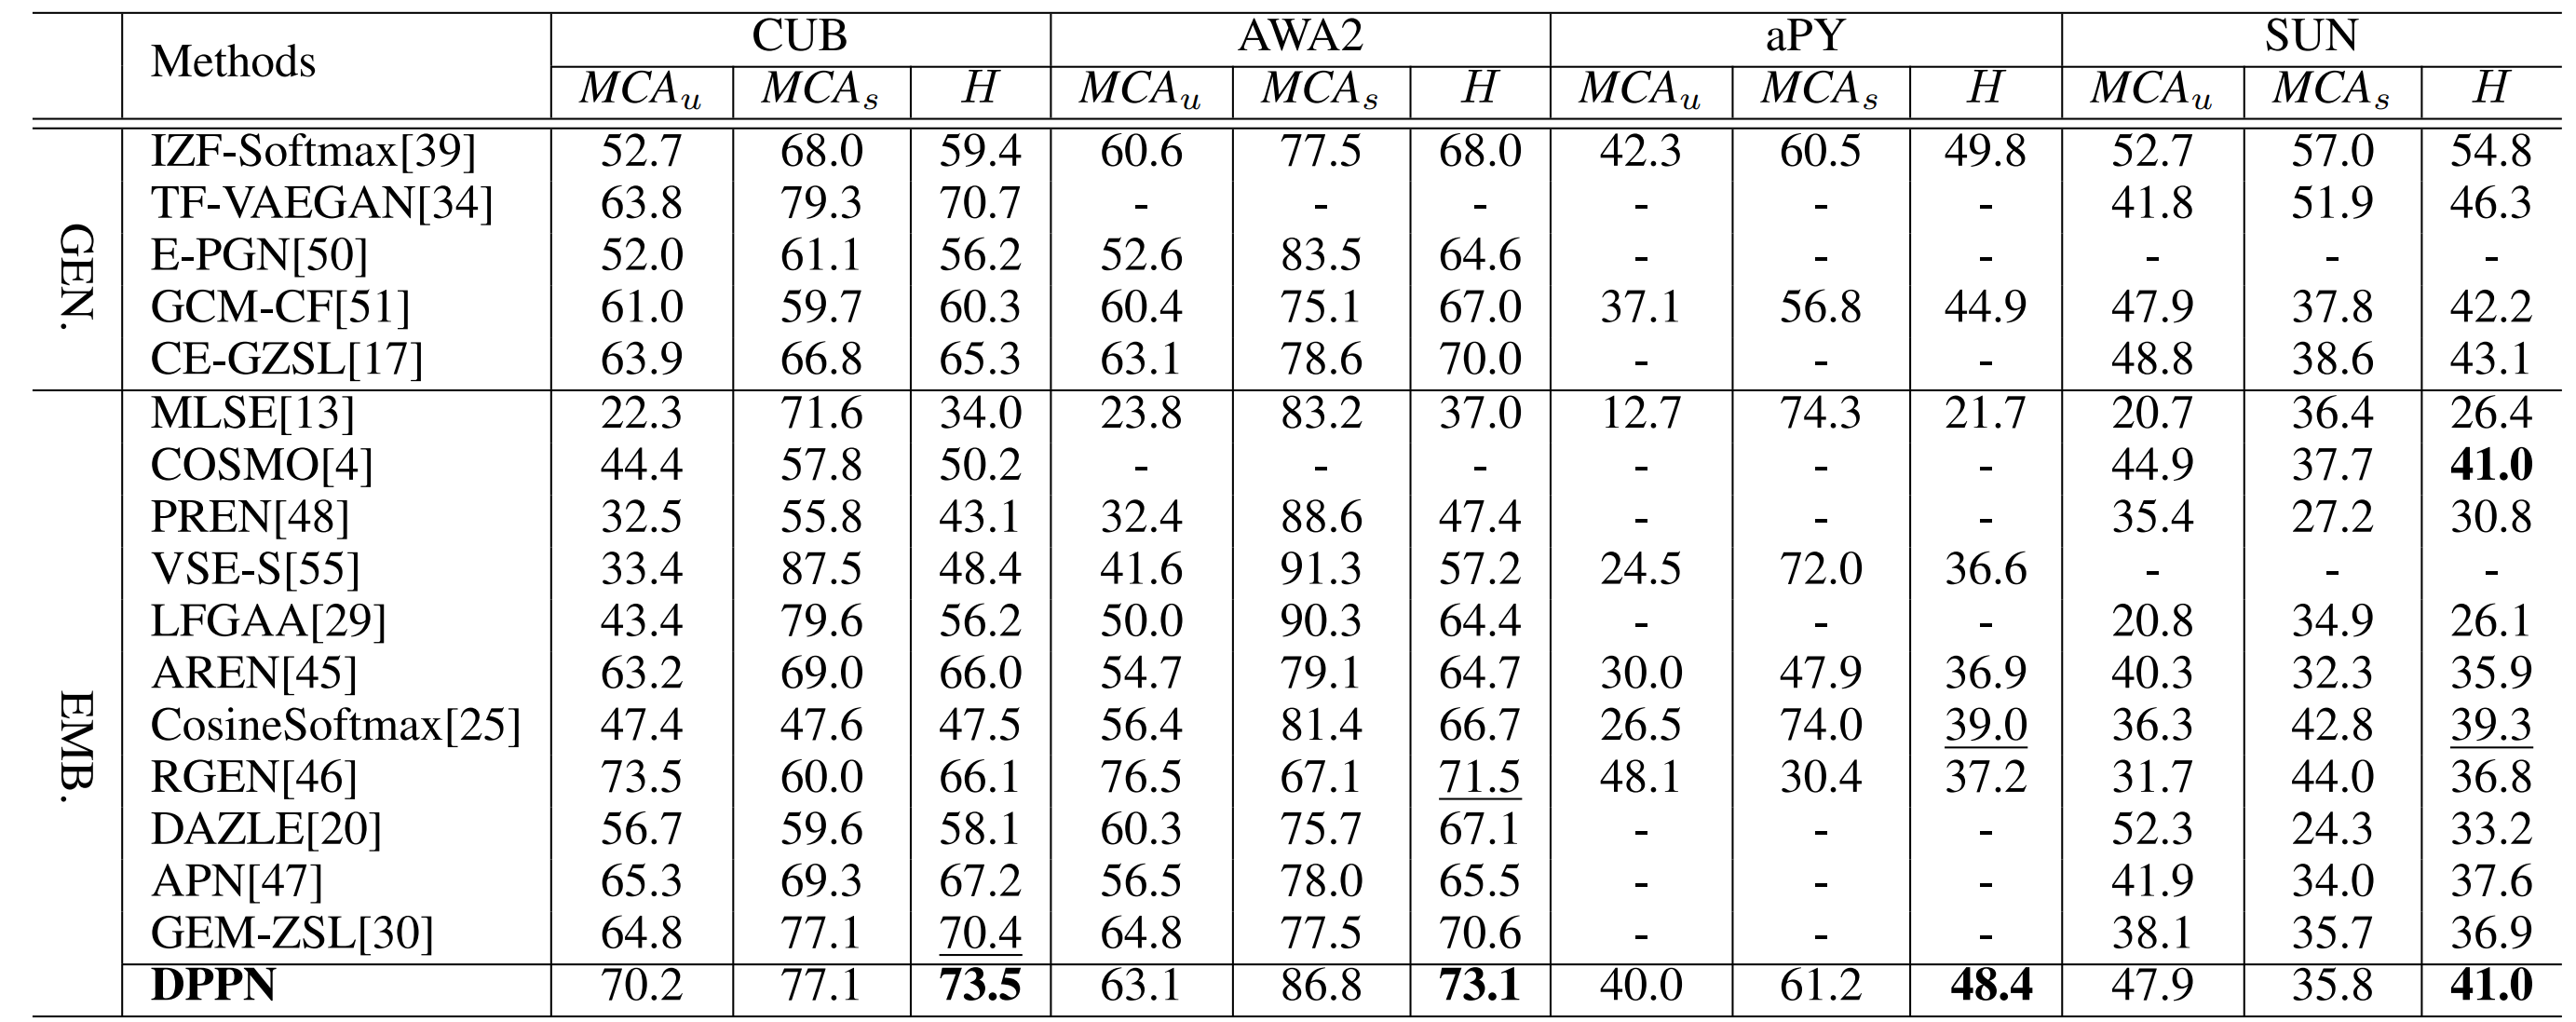 Methods CUB AWA2 aPY SUN
MCAu MCAs H MCAu MCAs H MCAu MCAs H MCAu MCAs H
GEN.
IZF-Softmax[39] 52.7 68.0 59.4 60.6 77.5 68.0 42.3 60.5 49.8 52.7 57.0 54.8
TF-VAEGAN[34] 63.8 79.3 70.7 - - - - - - 41.8 51.9 46.3
E-PGN[50] 52.0 61.1 56.2 52.6 83.5 64.6 - - - - - -
GCM-CF[51] 61.0 59.7 60.3 60.4 75.1 67.0 37.1 56.8 44.9 47.9 37.8 42.2
CE-GZSL[17] 63.9 66.8 65.3 63.1 78.6 70.0 - - - 48.8 38.6 43.1
EMB.
MLSE[13] 22.3 71.6 34.0 23.8 83.2 37.0 12.7 74.3 21.7 20.7 36.4 26.4
COSMO[4] 44.4 57.8 50.2 - - - - - - 44.9 37.7 41.0
PREN[48] 32.5 55.8 43.1 32.4 88.6 47.4 - - - 35.4 27.2 30.8
VSE-S[55] 33.4 87.5 48.4 41.6 91.3 57.2 24.5 72.0 36.6 - - -
LFGAA[29] 43.4 79.6 56.2 50.0 90.3 64.4 - - - 20.8 34.9 26.1
AREN[45] 63.2 69.0 66.0 54.7 79.1 64.7 30.0 47.9 36.9 40.3 32.3 35.9
CosineSoftmax[25] 47.4 47.6 47.5 56.4 81.4 66.7 26.5 74.0 39.0 36.3 42.8 39.3
RGEN[46] 73.5 60.0 66.1 76.5 67.1 71.5 48.1 30.4 37.2 31.7 44.0 36.8
DAZLE[20] 56.7 59.6 58.1 60.3 75.7 67.1 - - - 52.3 24.3 33.2
APN[47] 65.3 69.3 67.2 56.5 78.0 65.5 - - - 41.9 34.0 37.6
GEM-ZSL[30] 64.8 77.1 70.4 64.8 77.5 70.6 - - - 38.1 35.7 36.9
DPPN 70.2 77.1 73.5 63.1 86.8 73.1 40.0 61.2 48.4 47.9 35.8 41.0